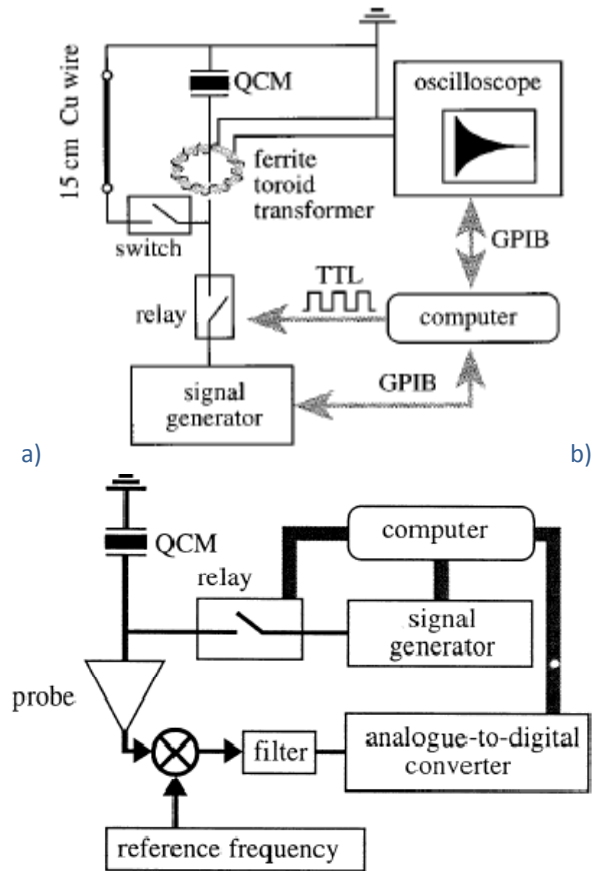 QCM
oscilloscope
15 cm Cu wire
ferrite
toroid
transformer
switch
GPIB
TTL
relay
computer
GPIB
signal
generator
a)
b)
QCM
computer
relay
signal
generator
probe
filter
analogue-to-digital
converter
reference frequency